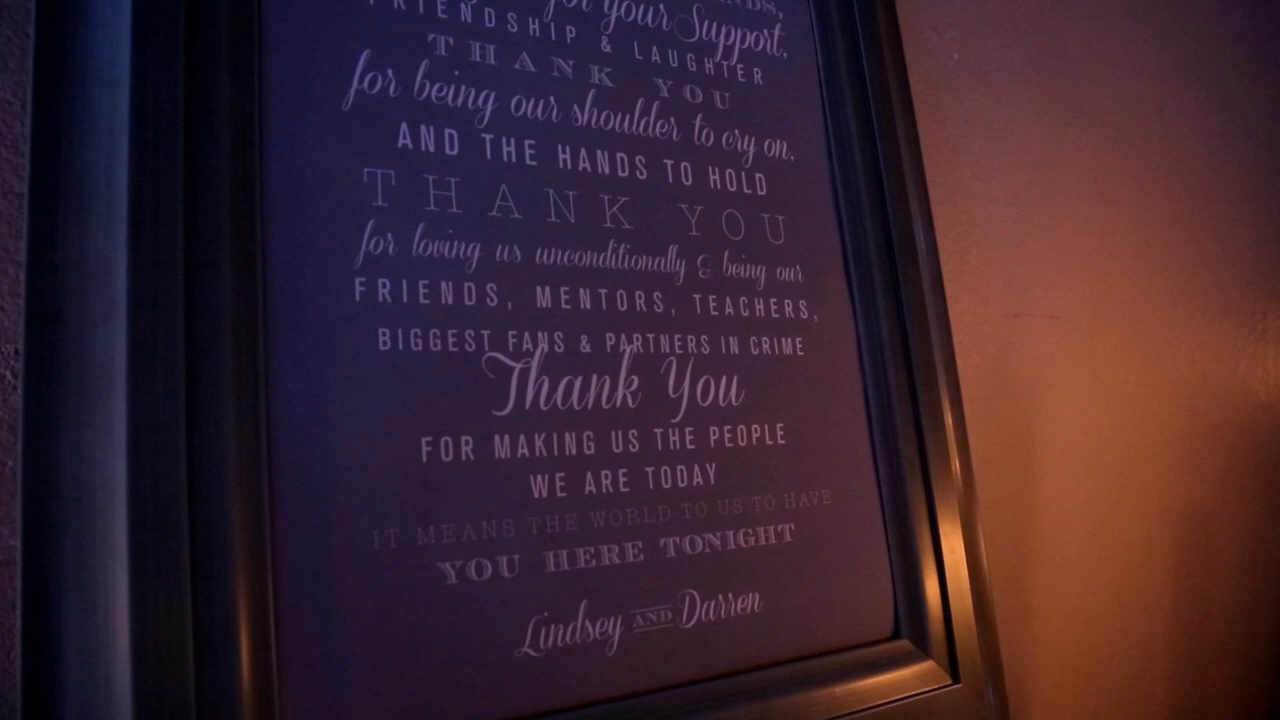 for your Support,
FRIENDSHIP & LAUGHTER
THANK YOU
for being our shoulder to cry on,
AND THE HANDS TO HOLD
THANK YOU
for loving us unconditionally & being our
FRIENDS, MENTORS, TEACHERS,
BIGGEST FANS & PARTNERS IN CRIME
Thank You
FOR MAKING US THE PEOPLE
WE ARE TODAY
IT MEANS THE WORLD TO US TO HAVE
YOU HERE TONIGHT
Lindsey AND Darren